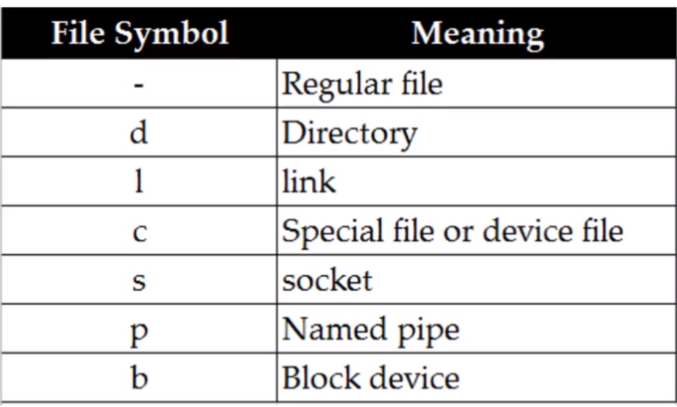 File Symbol Meaning
- Regular file
d Directory
l link
c Special file or device file
s socket
p Named pipe
b Block device